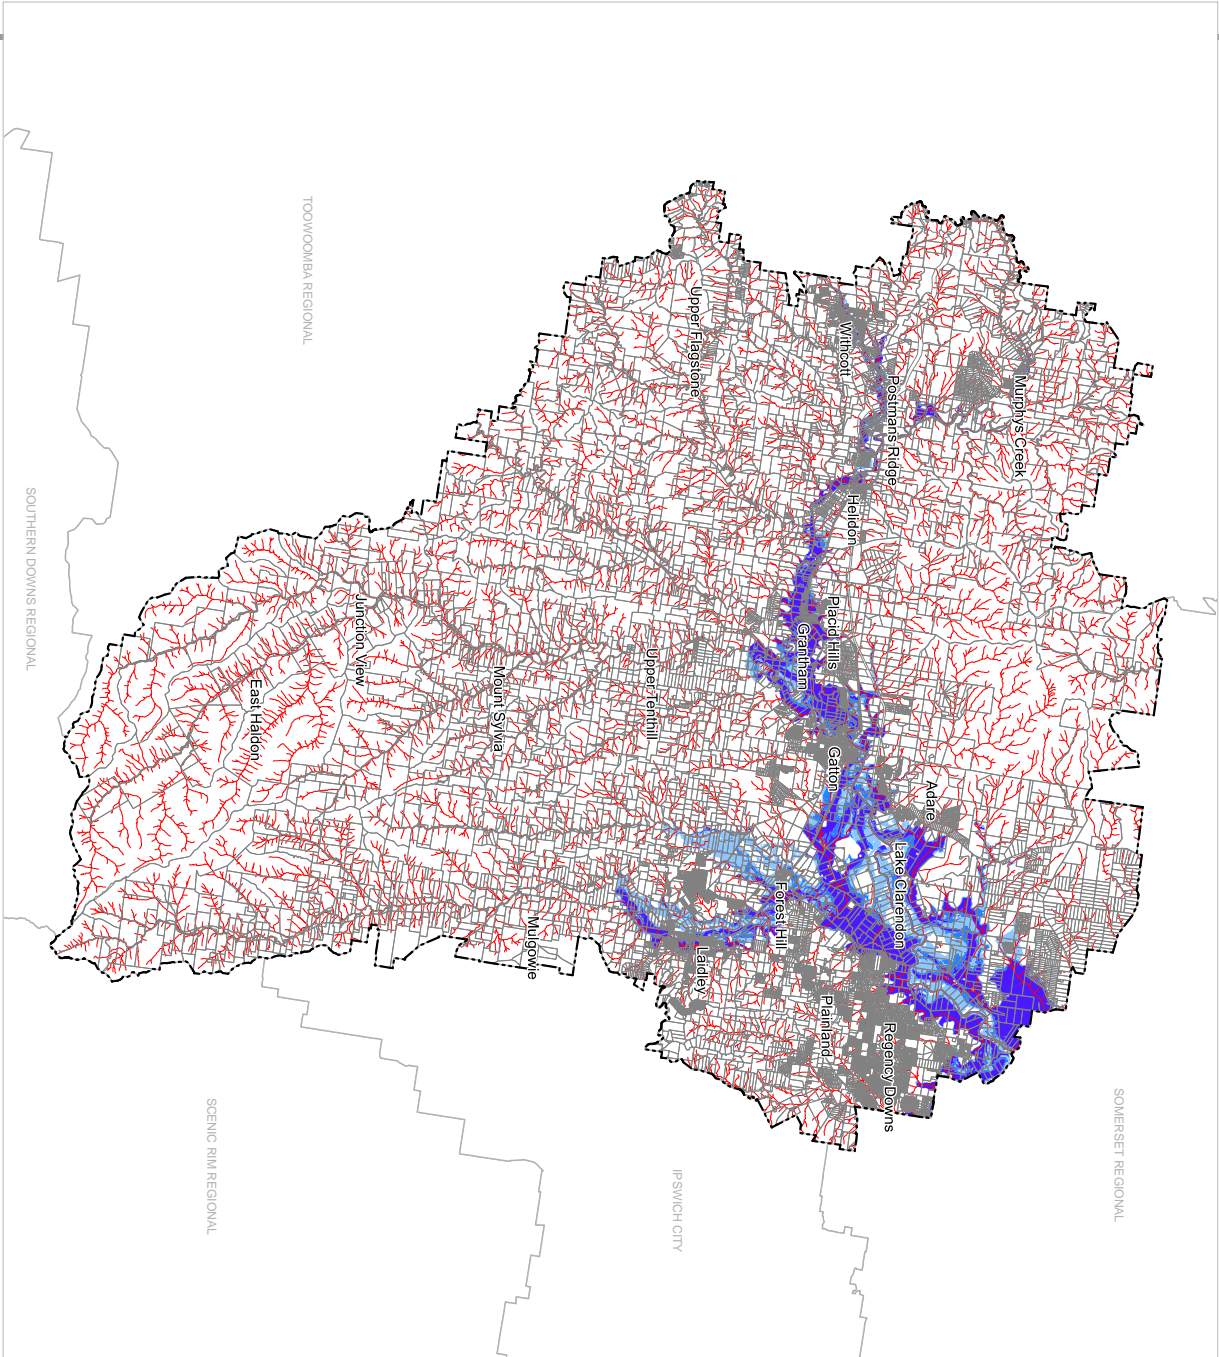 TOOWOOMBA REGIONAL
SOUTHERN DOWNS REGIONAL
SCENIC RIM REGIONAL
IPSWICH CITY
SOMERSET REGIONAL
Murphys Creek
Postmans Ridge
Withcott
Upper Flagstone
Helidon
Placid Hills
Grantham
Gatton
Adare
Lake Clarendon
Forest Hill
Laidley
Plainland
Regency Downs
Mulgowie
Upper Tenthill
Mount Sylvia
Junction View
East Haldon